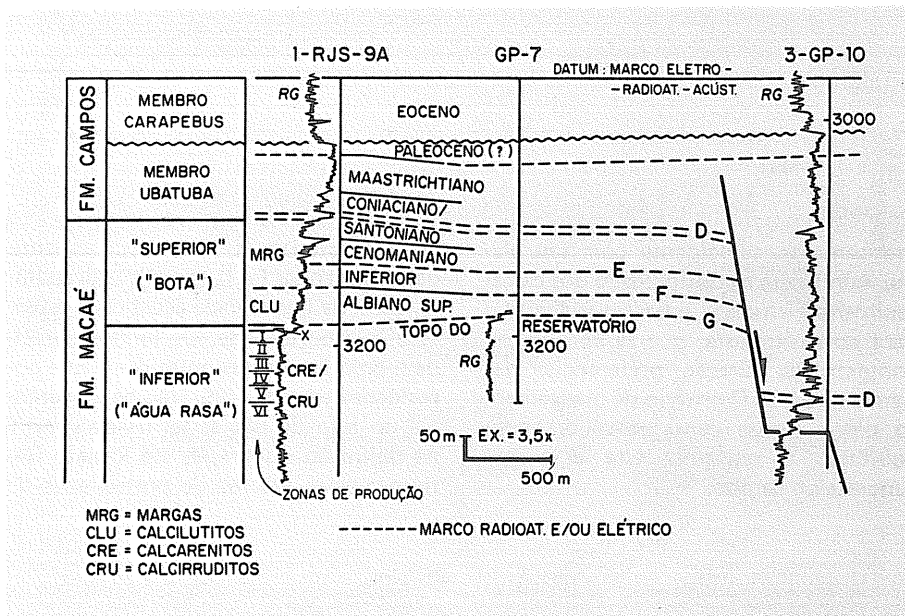 1-RJS-9A GP-7 3-GP-10
DATUM: MARCO ELETRO-
-RADIOAT.-ACÚST.
RG
RG
FM. CAMPOS
MEMBRO
CARAPEBUS
EOCENO
3000
PALEOCENO(?)
MEMBRO
UBATUBA
MAASTRICHTIANO
CONIACIANO/
SANTONIANO
D
FM. MACAÉ
"SUPERIOR"
("BOTA")
MRG
CENOMANIANO
E
INFERIOR
F
CLU
ALBIANO SUP.
G
X
TOPO DO RESERVATÓRIO
3200
3200
RG
"INFERIOR"
("ÁGUA RASA")
I
II
III
IV
V
VI
CRE/
CRU
D
50m EX.=3,5x
500m
ZONAS DE PRODUÇÃO
MRG = MARGAS
CLU = CALCILUTITOS
CRE = CALCARENITOS
CRU = CALCIRRUDITOS
MARCO RADIOAT. E/OU ELÉTRICO